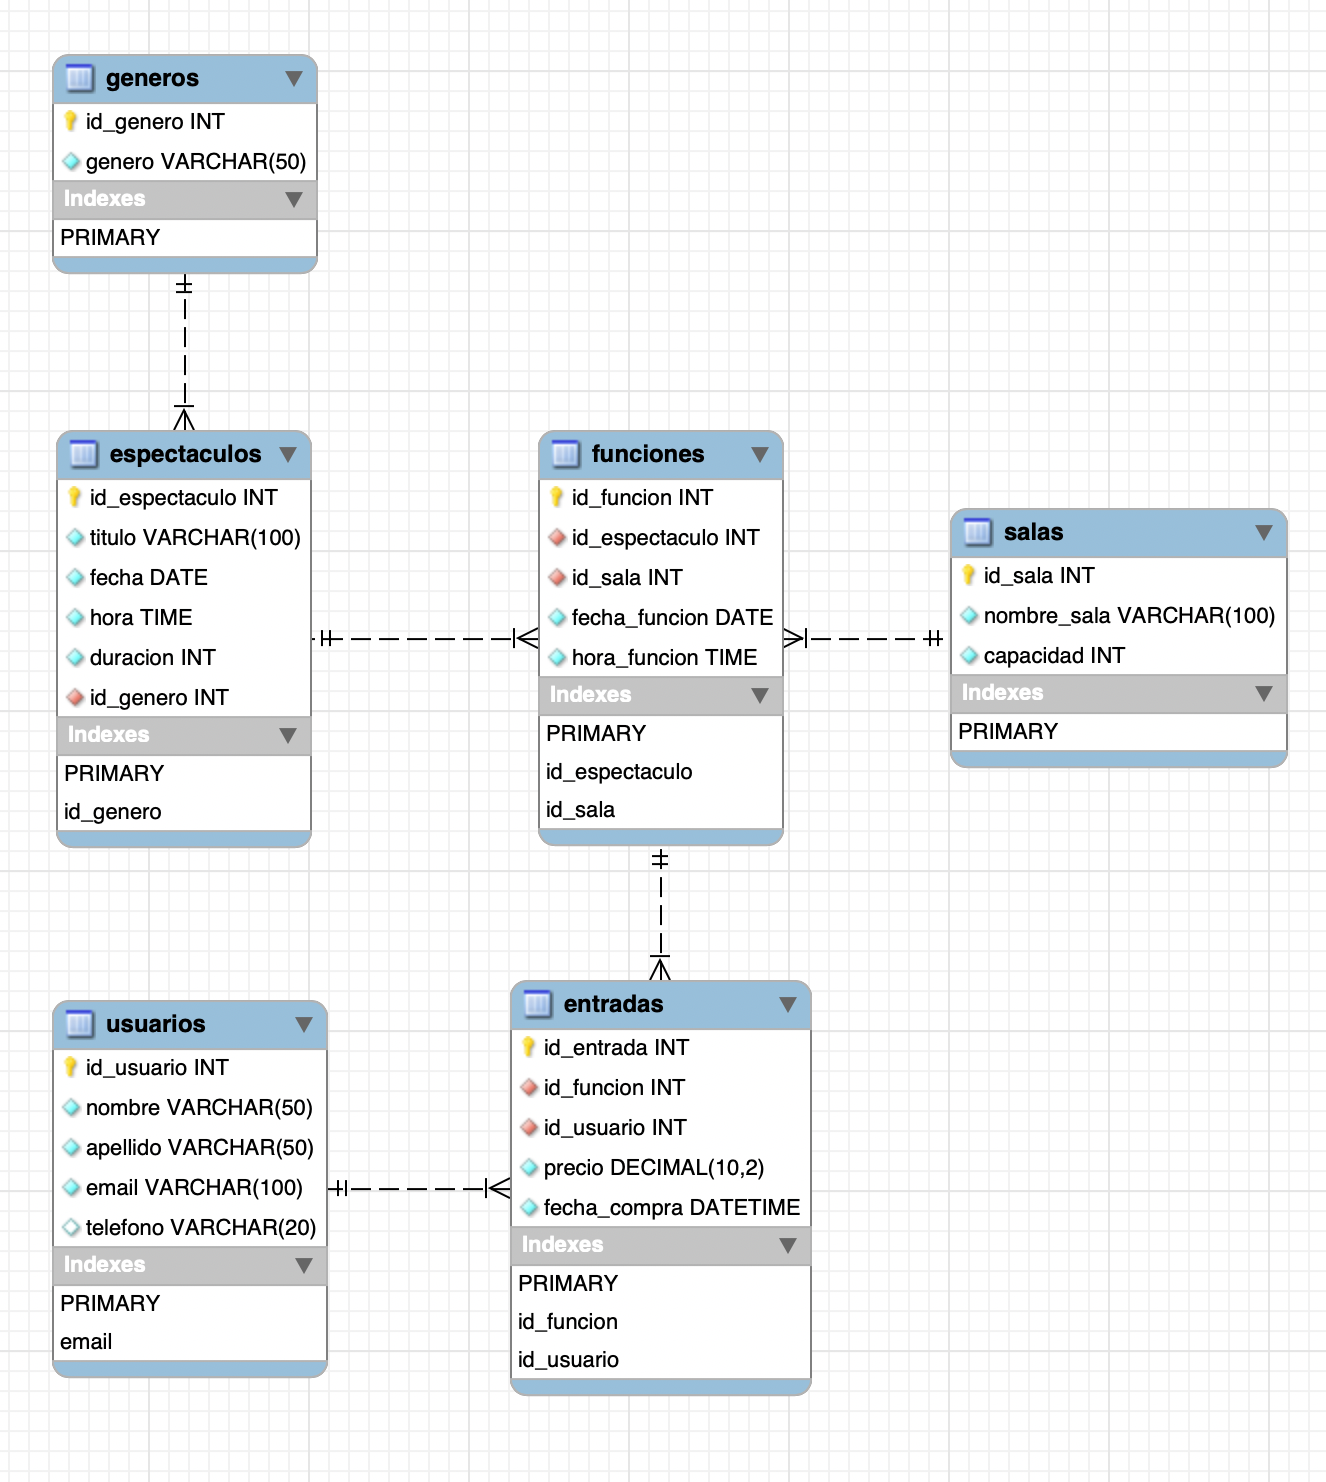 generos
id_genero INT
genero VARCHAR(50)
Indexes
PRIMARY
espectaculos
id_espectaculo INT
titulo VARCHAR(100)
fecha DATE
hora TIME
duracion INT
id_genero INT
Indexes
PRIMARY
id_genero
funciones
id_funcion INT
id_espectaculo INT
id_sala INT
fecha_funcion DATE
hora_funcion TIME
Indexes
PRIMARY
id_espectaculo
id_sala
salas
id_sala INT
nombre_sala VARCHAR(100)
capacidad INT
Indexes
PRIMARY
usuarios
id_usuario INT
nombre VARCHAR(50)
apellido VARCHAR(50)
email VARCHAR(100)
telefono VARCHAR(20)
Indexes
PRIMARY
email
entradas
id_entrada INT
id_funcion INT
id_usuario INT
precio DECIMAL(10,2)
fecha_compra DATETIME
Indexes
PRIMARY
id_funcion
id_usuario